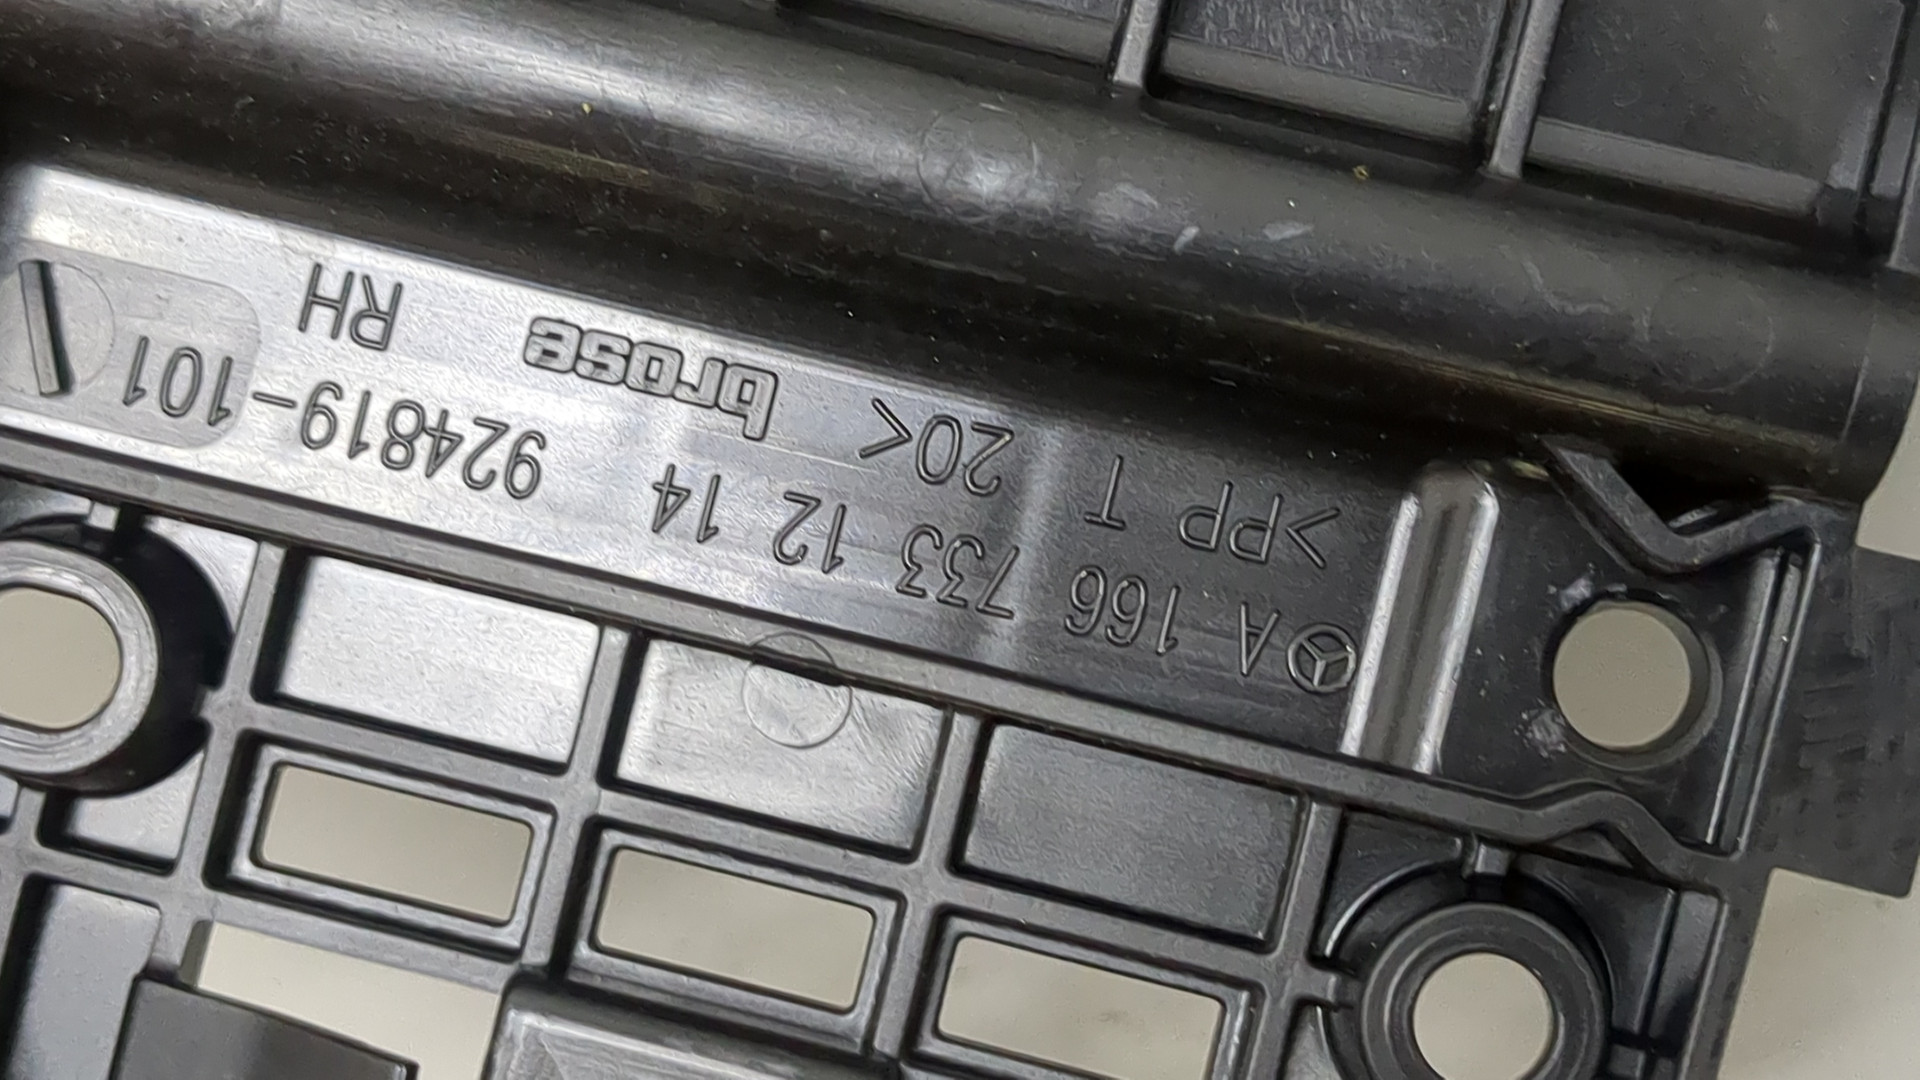 A 166 733 12 14 924819-101
>PP T 20< brose RH